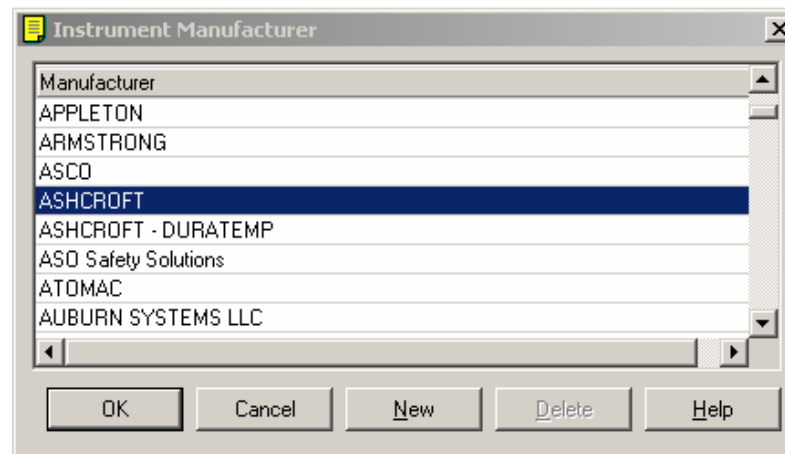 Instrument Manufacturer
Manufacturer
APPLETON
ARMSTRONG
ASCO
ASHCROFT
ASHCROFT - DURATEMP
ASO Safety Solutions
ATOMAC
AUBURN SYSTEMS LLC
OK Cancel New Delete Help